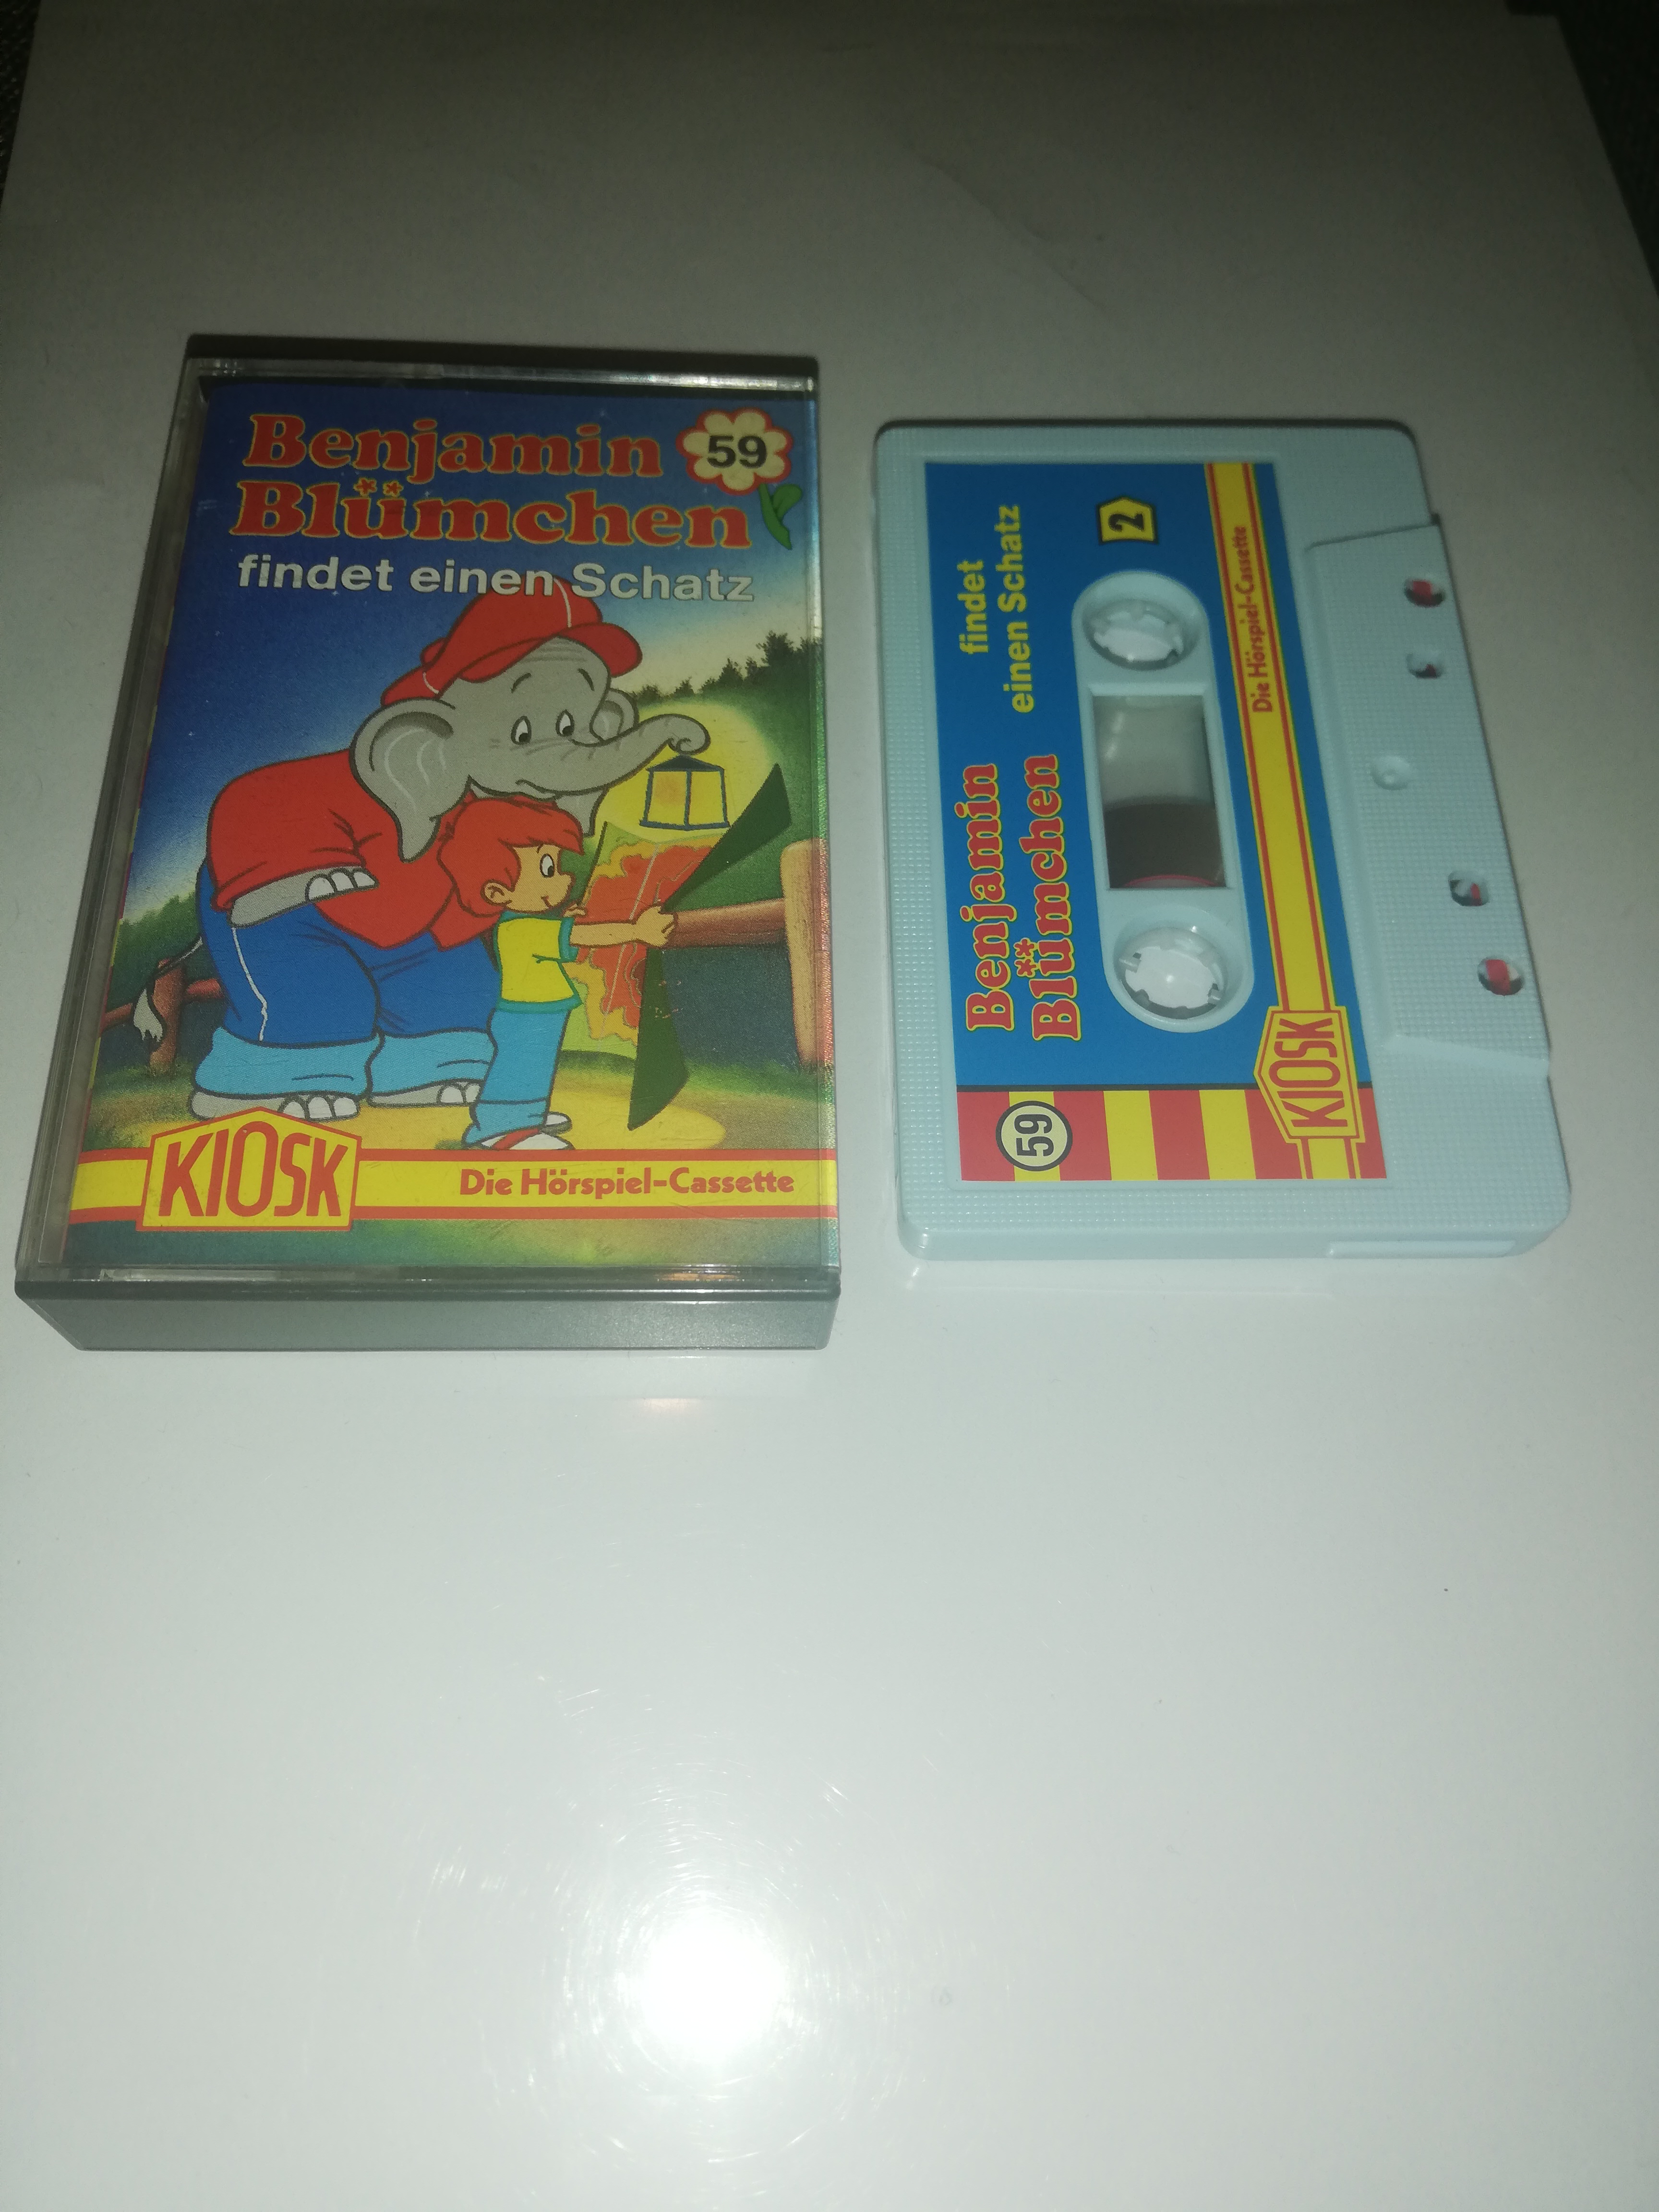 Benjamin
Blümchen
59
findet einen Schatz
KIOSK
Die Hörspiel-Cassette
Benjamin
Blümchen
findet
einen Schatz
2
59
KIOSK
Die Hörspiel-Cassette